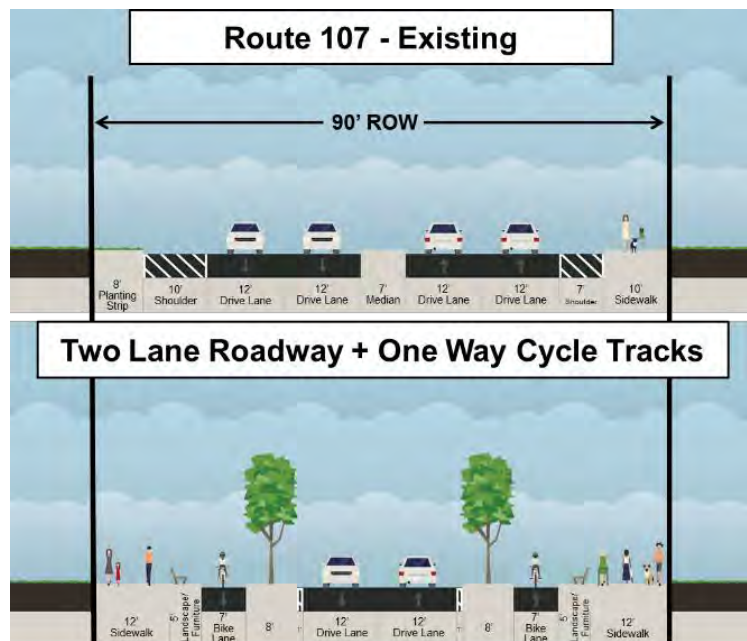 Route 107 - Existing
90' ROW
8'
Planting
Strip
10'
Shoulder
12'
Drive Lane
12'
Drive Lane
7'
Median
12'
Drive Lane
12'
Drive Lane
7'
Shoulder
10'
Sidewalk
Two Lane Roadway + One Way Cycle Tracks
12'
Sidewalk
5'
Landscape/
Furniture
7'
Bike
Lane
8'
12'
Drive Lane
12'
Drive Lane
8'
7'
Bike
Lane
5'
Landscape/
Furniture
12'
Sidewalk